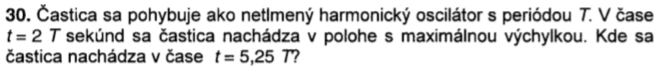 30. Častica sa pohybuje ako netlmený harmonický oscilátor s periódou T. V čase
t = 2 T sekúnd sa častica nachádza v polohe s maximálnou výchylkou. Kde sa
častica nachádza v čase t = 5,25 T?